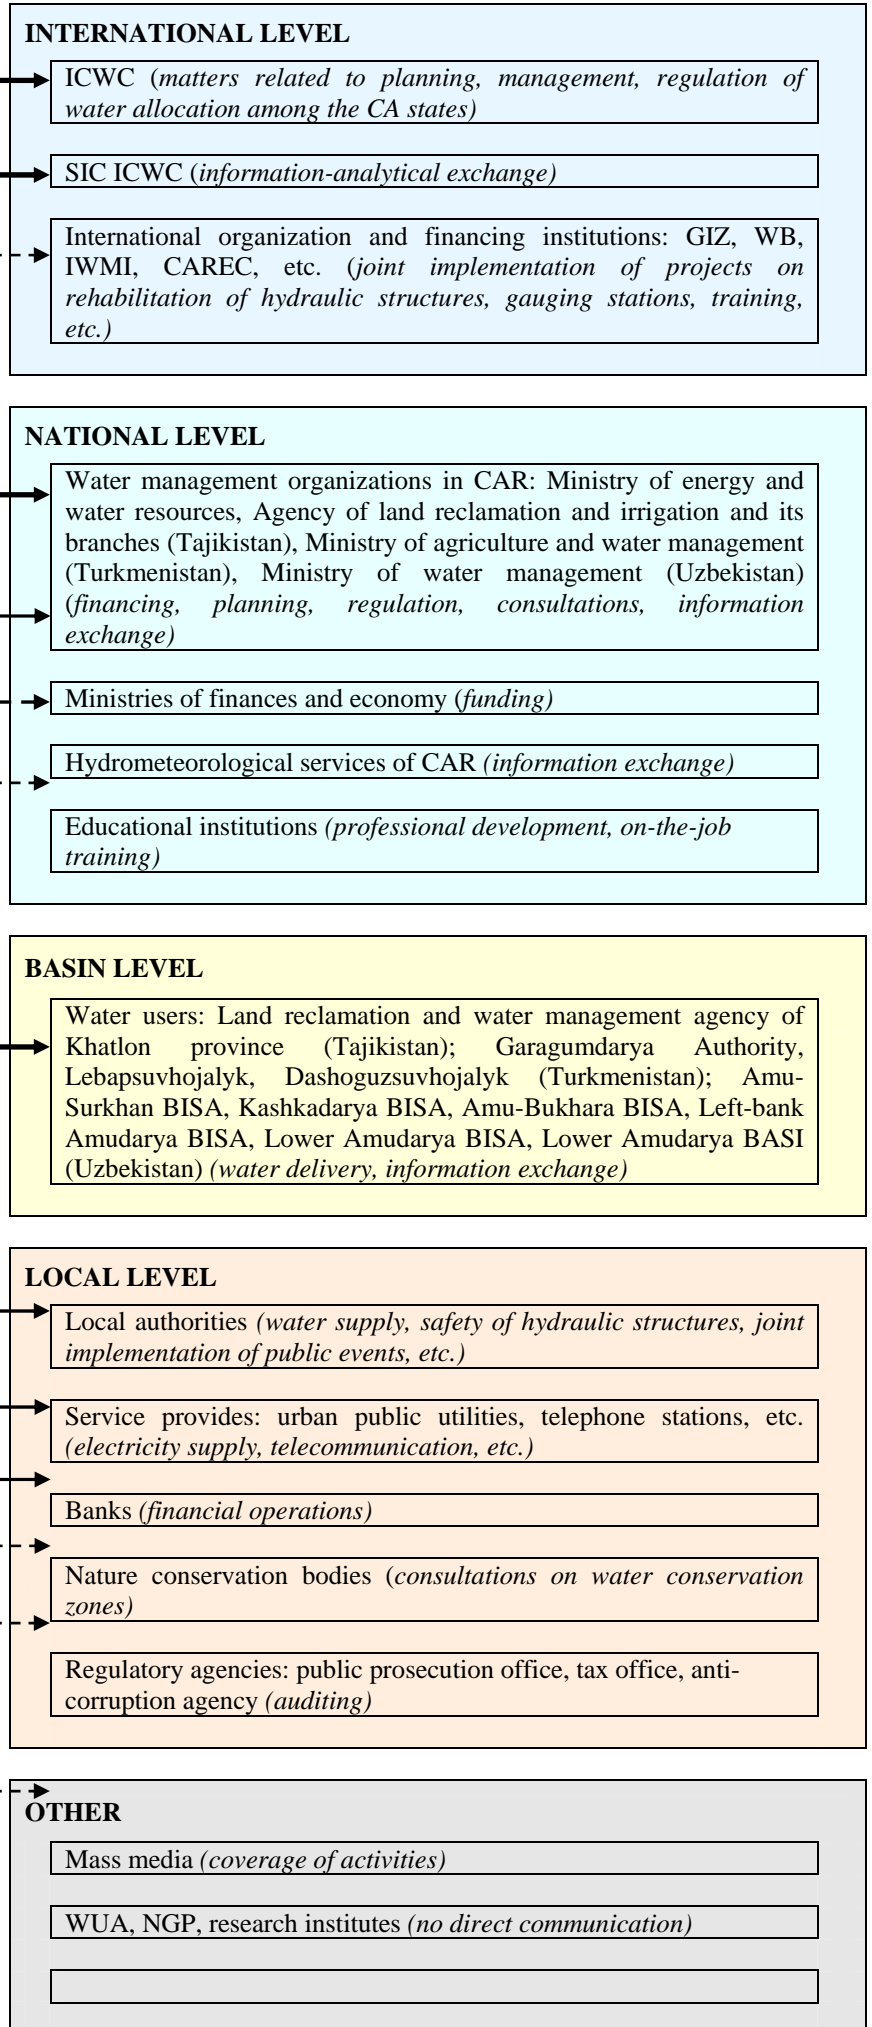 INTERNATIONAL LEVEL
ICWC (matters related to planning, management, regulation of
water allocation among the CA states)
SIC ICWC (information-analytical exchange)
International organization and financing institutions: GIZ, WB,
IWMI, CAREC, etc. (joint implementation of projects on
rehabilitation of hydraulic structures, gauging stations, training,
etc.)
NATIONAL LEVEL
Water management organizations in CAR: Ministry of energy and
water resources, Agency of land reclamation and irrigation and its
branches (Tajikistan), Ministry of agriculture and water management
(Turkmenistan), Ministry of water management (Uzbekistan)
(financing, planning, regulation, consultations, information
exchange)
Ministries of finances and economy (funding)
Hydrometeorological services of CAR (information exchange)
Educational institutions (professional development, on-the-job
training)
BASIN LEVEL
Water users: Land reclamation and water management agency of
Khatlon province (Tajikistan); Garagumdarya Authority,
Lebapsuvhojalyk, Dashoguzsuvhojalyk (Turkmenistan); Amu-
Surkhan BISA, Kashkadarya BISA, Amu-Bukhara BISA, Left-bank
Amudarya BISA, Lower Amudarya BISA, Lower Amudarya BASI
(Uzbekistan) (water delivery, information exchange)
LOCAL LEVEL
Local authorities (water supply, safety of hydraulic structures, joint
implementation of public events, etc.)
Service provides: urban public utilities, telephone stations, etc.
(electricity supply, telecommunication, etc.)
Banks (financial operations)
Nature conservation bodies (consultations on water conservation
zones)
Regulatory agencies: public prosecution office, tax office, anti-
corruption agency (auditing)
OTHER
Mass media (coverage of activities)
WUA, NGP, research institutes (no direct communication)